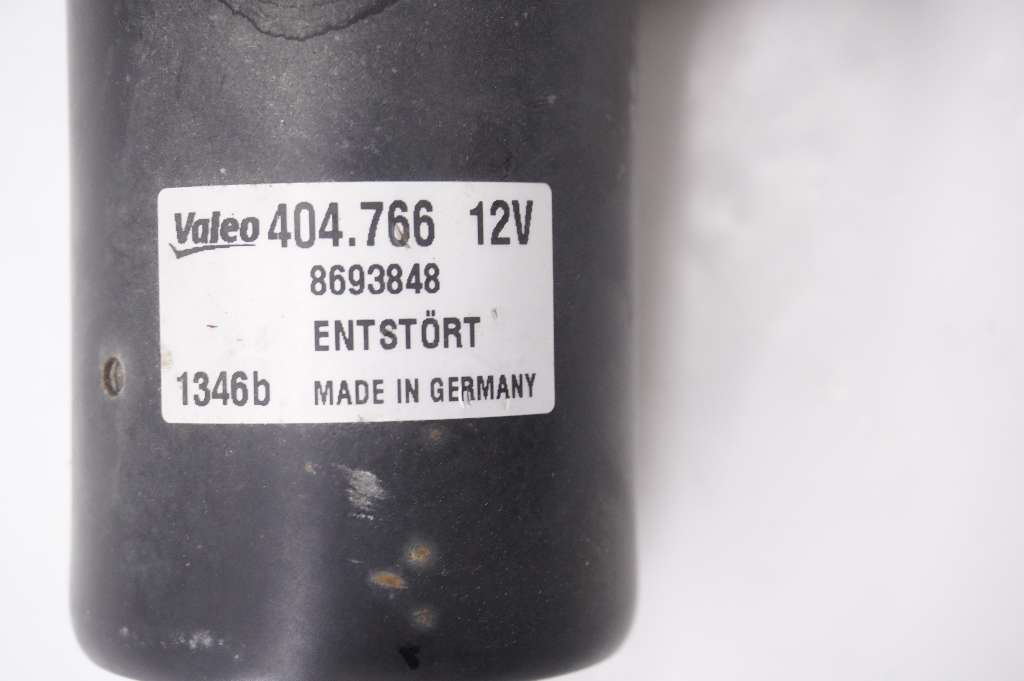 Valeo 404.766 12V
8693848
ENTSTÖRT
1346b MADE IN GERMANY